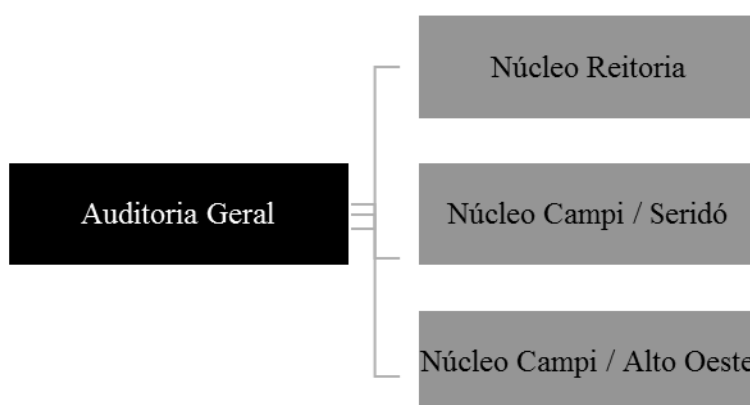 Núcleo Reitoria
Auditoria Geral
Núcleo Campi / Seridó
Núcleo Campi / Alto Oeste